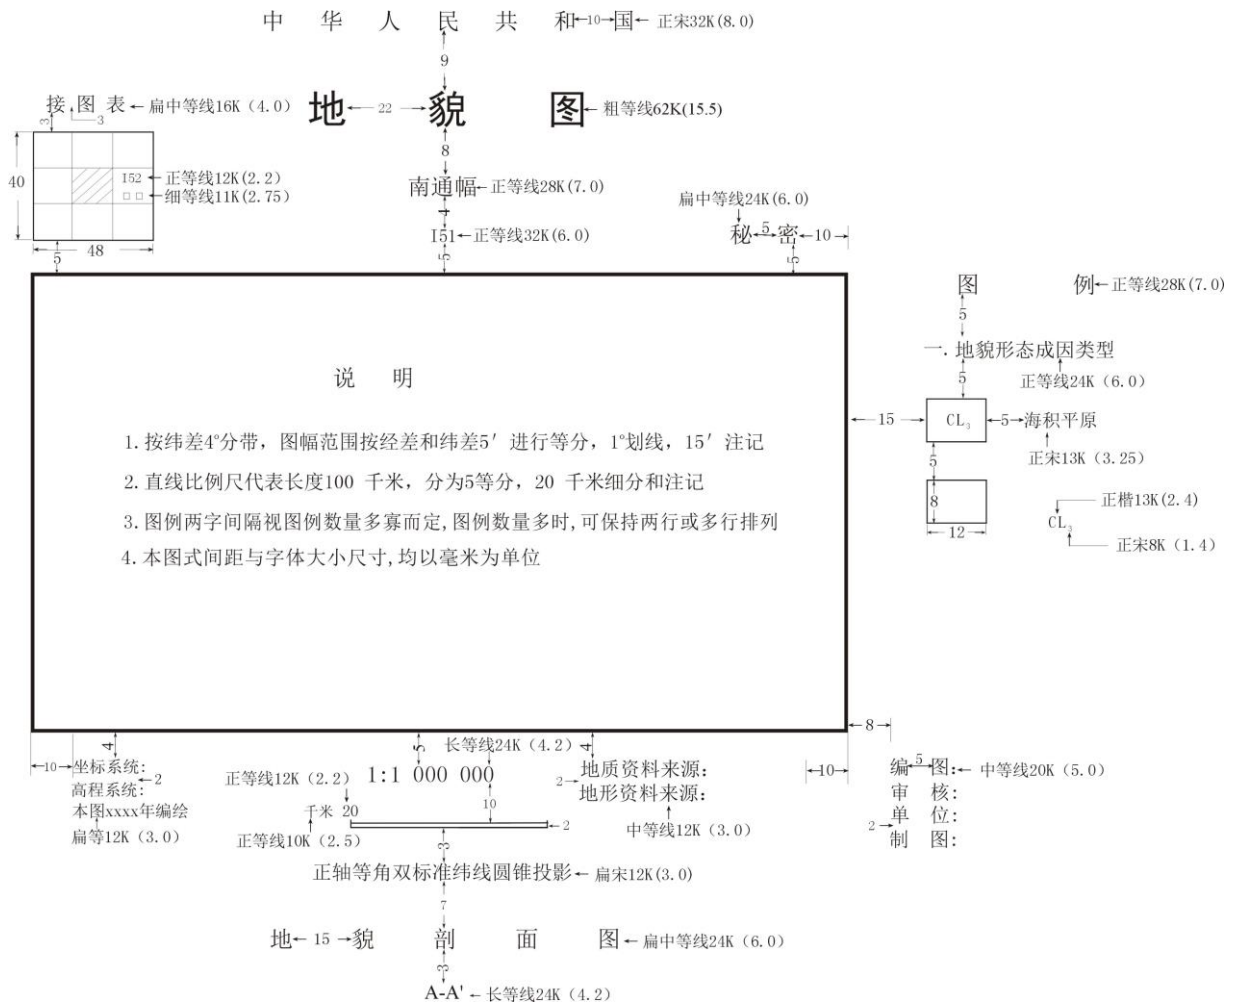 中 华 人 民 共 和 10 国 正宋32K(8.0)
9
地 22 貌 图 粗等线62K(15.5)
接图表 扁中等线16K（4.0）
3
3
8
40
I52 正等线12K(2.2)
□□ 细等线11K(2.75)
48
5
南通幅 正等线28K(7.0)
4
I51 正等线32K(6.0)
5
扁中等线24K(6.0)
秘 5 密 10
5
图 例 正等线28K(7.0)
5
一. 地貌形态成因类型
5
正等线24K（6.0）
15
CL3 5 海积平原
5
正宋13K（3.25）
8
12
正楷13K(2.4)
CL3
正宋8K（1.4）
说 明
1. 按纬差4°分带，图幅范围按经差和纬差5′进行等分，1°划线，15′注记
2. 直线比例尺代表长度100 千米，分为5等分，20 千米细分和注记
3. 图例两字间隔视图例数量多寡而定,图例数量多时,可保持两行或多行排列
4. 本图式间距与字体大小尺寸,均以毫米为单位
8
10
4
坐标系统：
2
高程系统：
本图xxxx年编绘
扁等12K（3.0）
5
长等线24K（4.2）
正等线12K（2.2）
1:1 000 000
10
千米 20
2
正等线10K（2.5）
4
地质资料来源：
2
地形资料来源：
中等线12K（3.0）
10
编 5 图： 中等线20K（5.0）
审 核：
2
单 位：
制 图：
3
正轴等角双标准纬线圆锥投影 扁宋12K(3.0)
7
地 15 貌 剖 面 图 扁中等线24K（6.0）
3
A-A' 长等线24K（4.2）